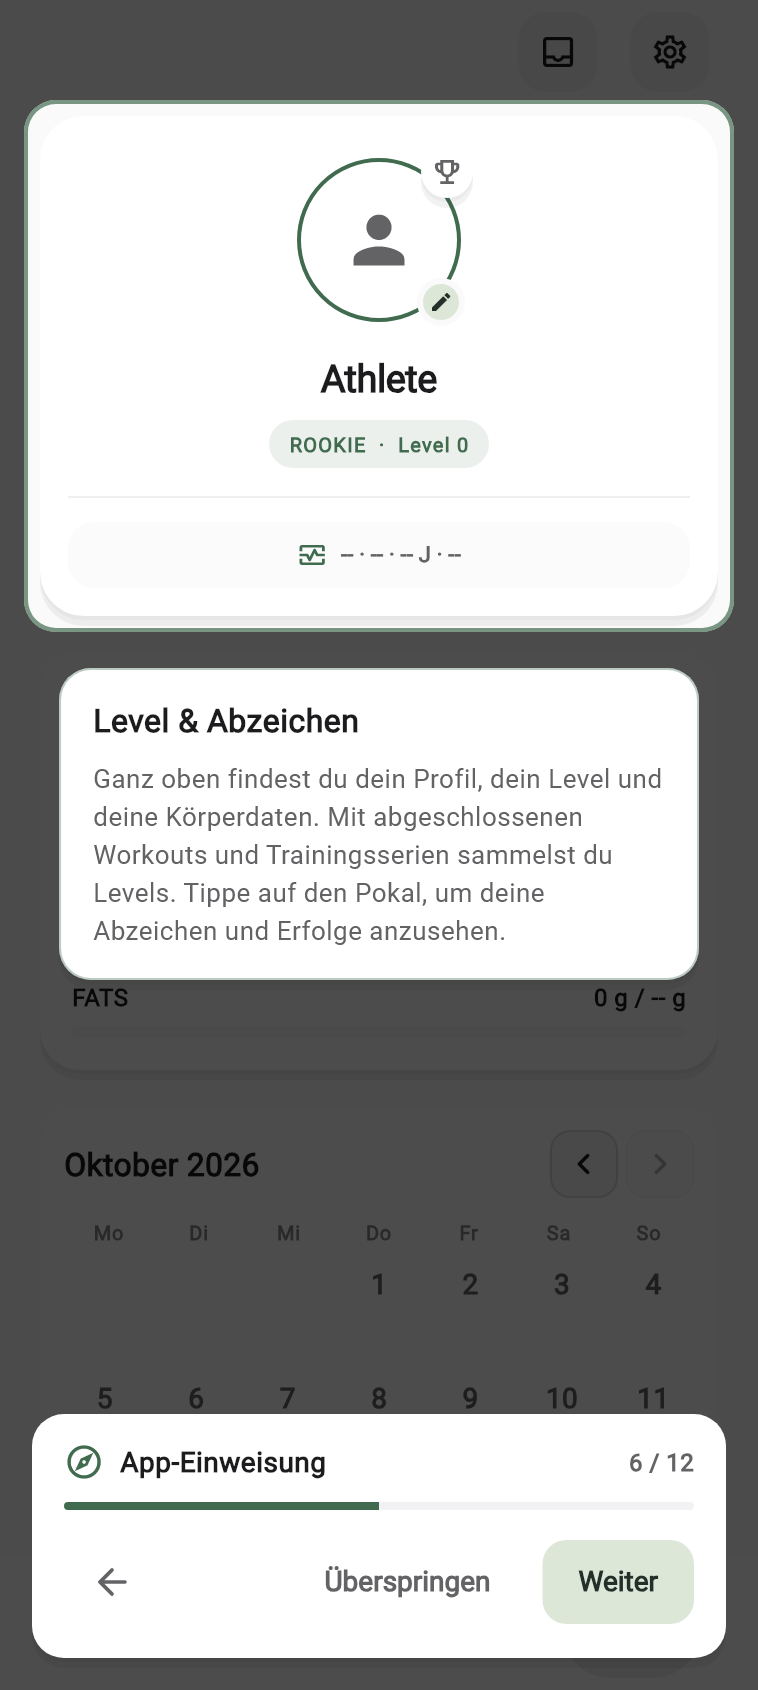 Athlete
ROOKIE · Level 0
-- · -- · -- J · --
Level & Abzeichen
Ganz oben findest du dein Profil, dein Level und
deine Körperdaten. Mit abgeschlossenen
Workouts und Trainingsserien sammelst du
Levels. Tippe auf den Pokal, um deine
Abzeichen und Erfolge anzusehen.
FATS 0 g / -- g
Oktober 2026
Mo Di Mi Do Fr Sa So
1 2 3 4
5 6 7 8 9 10 11
App-Einweisung 6 / 12
Überspringen Weiter